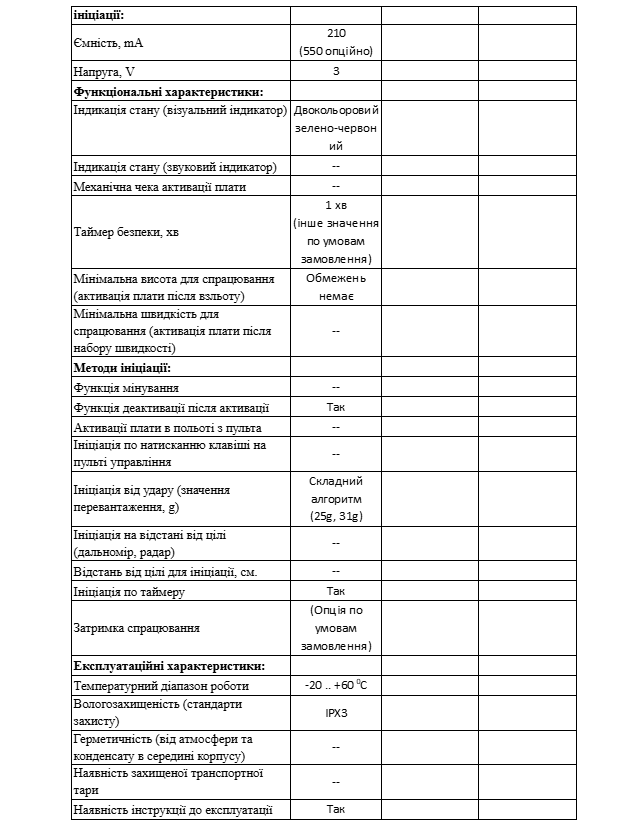 ініціації:
Ємність, mA
210
(550 опційно)
Напруга, V
3
Функціональні характеристики:
Індикація стану (візуальний індикатор)
Двокольоровий
зелено-червон
ий
Індикація стану (звуковий індикатор)
--
Механічна чека активації плати
--
Таймер безпеки, хв
1 хв
(інше значення
по умовам
замовлення)
Мінімальна висота для спрацювання
(активація плати після взльоту)
Обмежень
немає
Мінімальна швидкість для
спрацювання (активація плати після
набору швидкості)
--
Методи ініціації:
Функція мінування
--
Функція деактивації після активації
Так
Активації плати в польоті з пульта
--
Ініціація по натисканню клавіші на
пульті управління
--
Ініціація від удару (значення
перевантаження, g)
Складний
алгоритм
(25g, 31g)
Ініціація на відстані від цілі
(дальномір, радар)
--
Відстань від цілі для ініціації, см.
--
Ініціація по таймеру
Так
Затримка спрацювання
(Опція по
умовам
замовлення)
Експлуатаційні характеристики:
Температурний діапазон роботи
-20 .. +60 ⁰C
Вологозахищеність (стандарти
захисту)
IPX3
Герметичність (від атмосфери та
конденсату в середині корпусу)
--
Наявність захищеної транспортної
тари
--
Наявність інструкції до експлуатації
Так